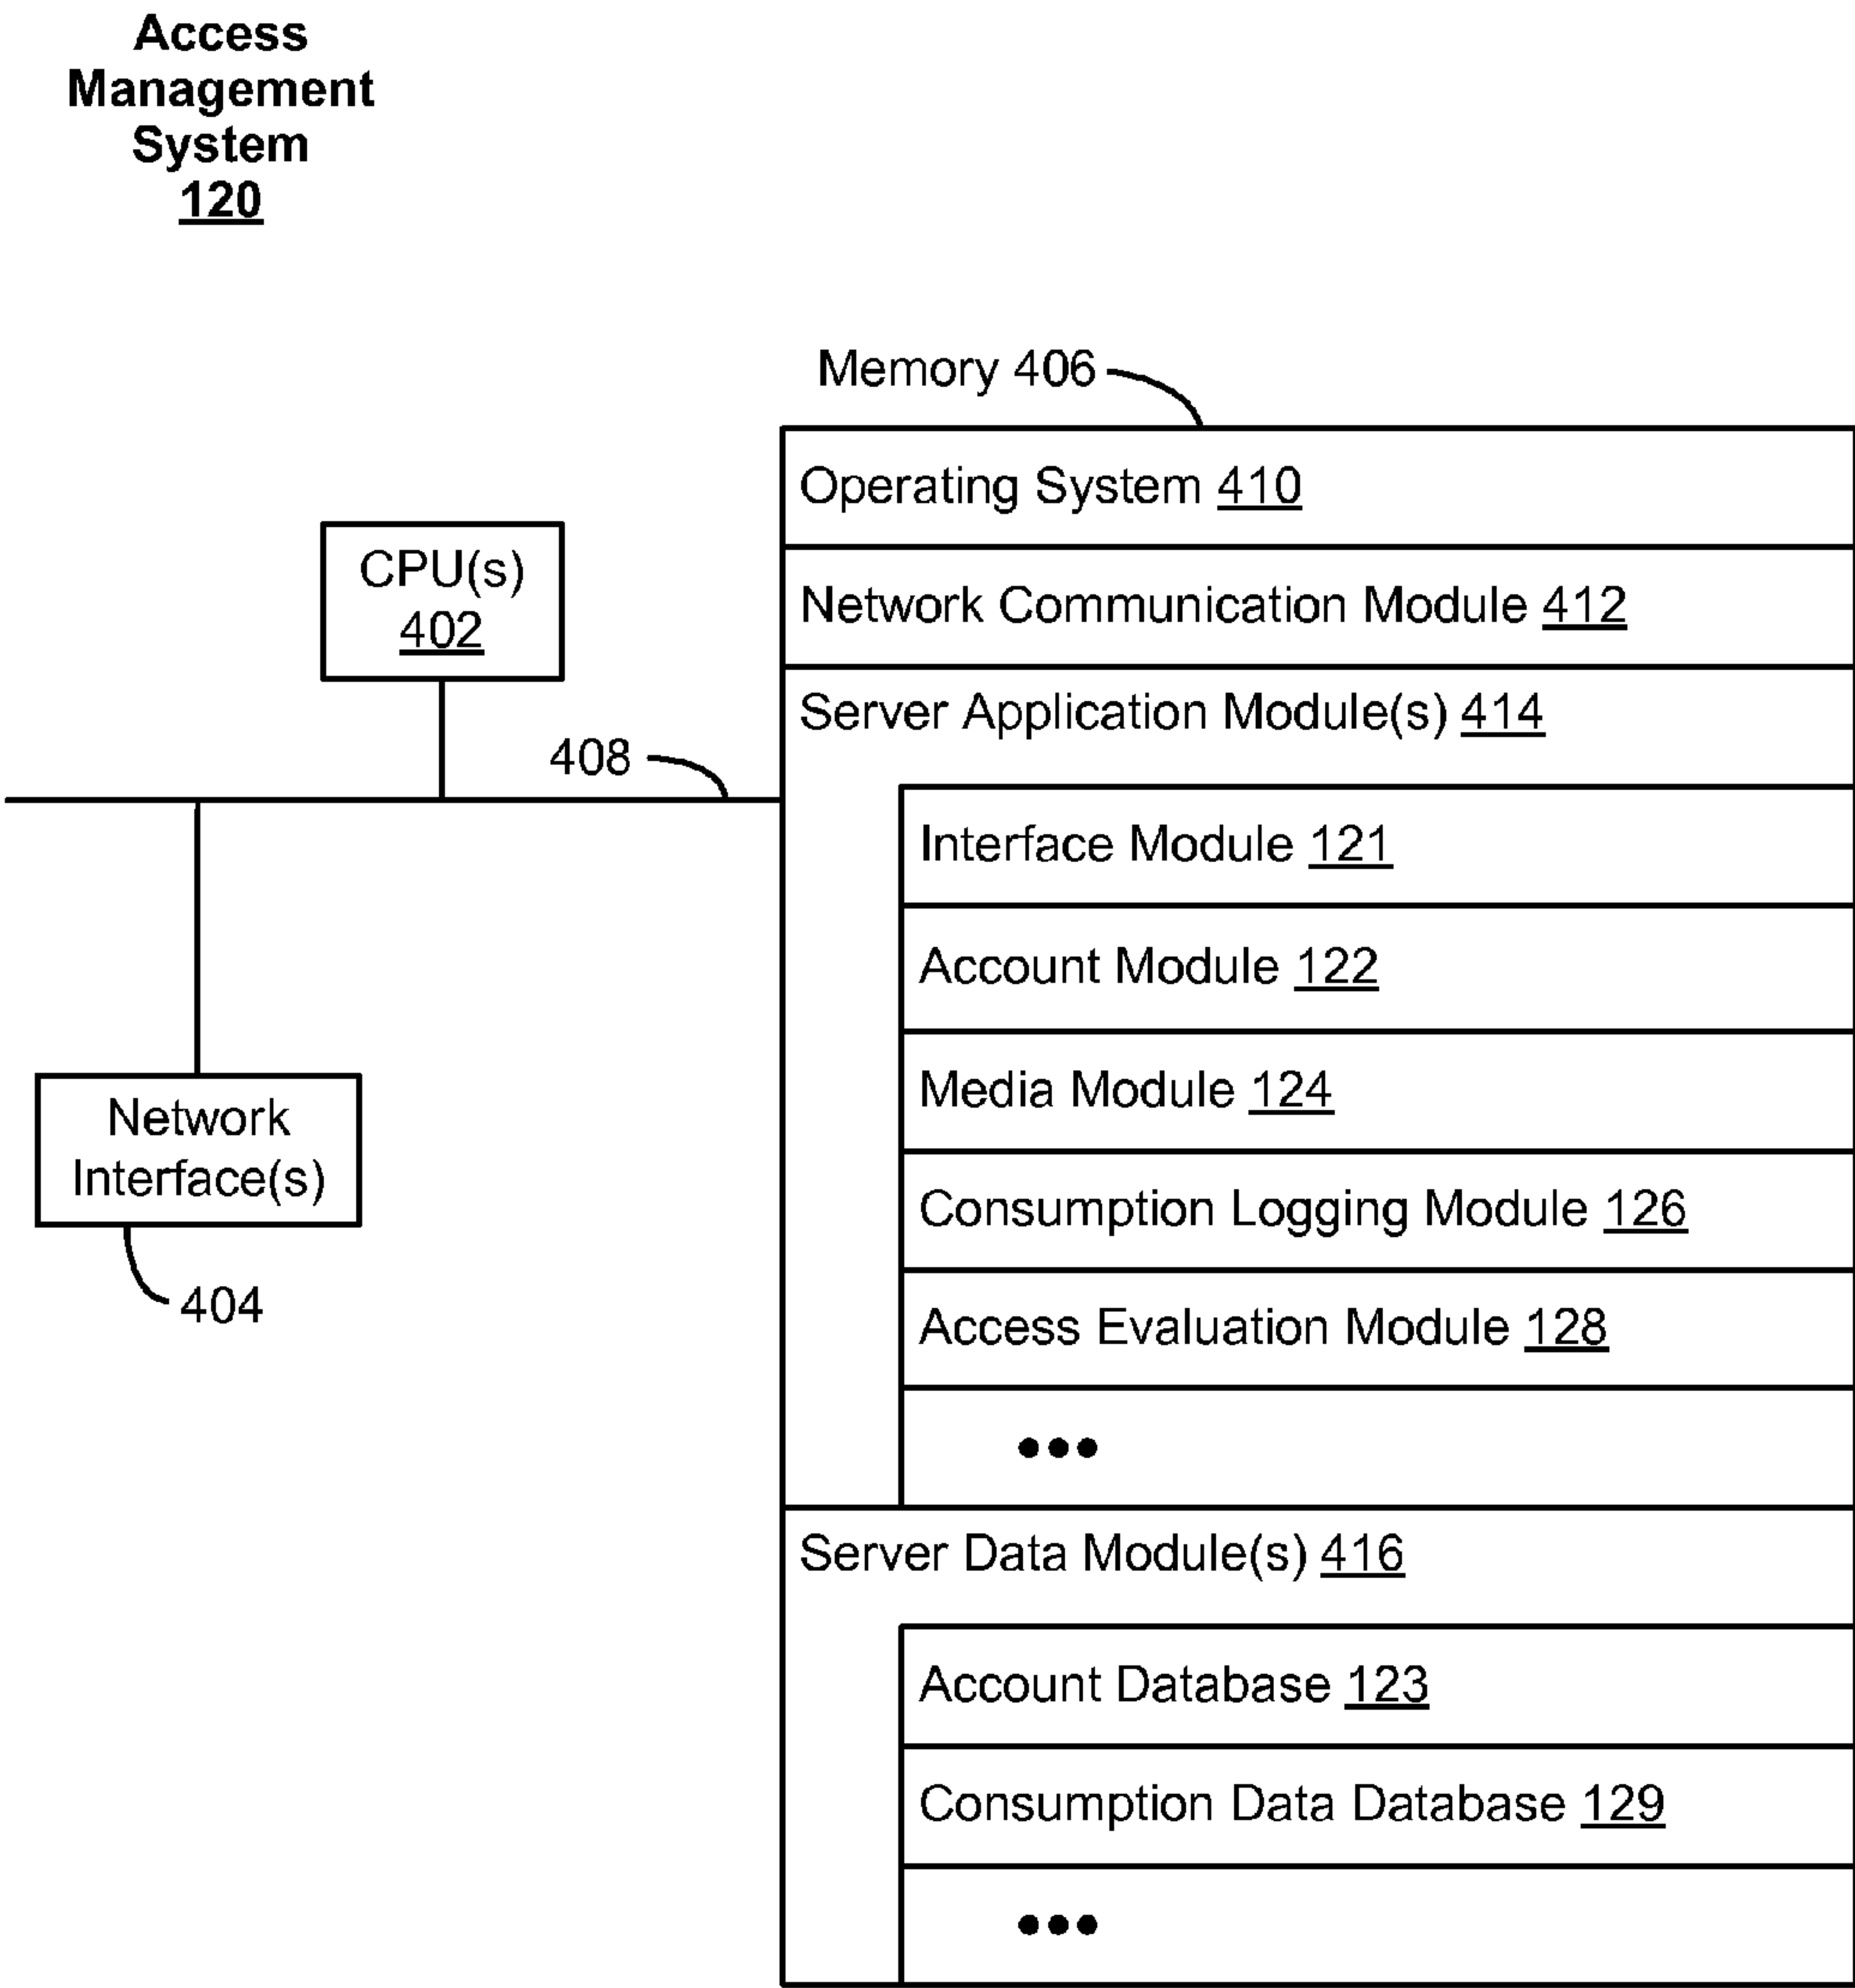 Access
Management
System
120
Memory 406
Operating System 410
CPU(s)
402
Network Communication Module 412
Server Application Module(s) 414
408
Interface Module 121
Account Module 122
Media Module 124
Network
Interface(s)
Consumption Logging Module 126
404
Access Evaluation Module 128
•••
Server Data Module(s) 416
Account Database 123
Consumption Data Database 129
•••